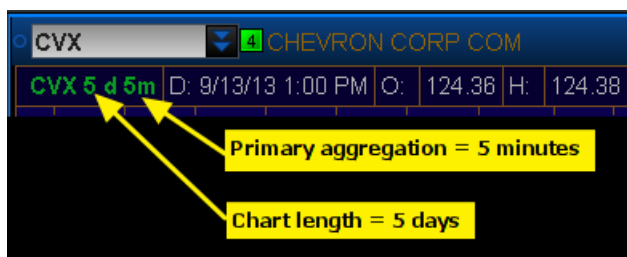 CVX 4 CHEVRON CORP COM
CVX 5 d 5m D: 9/13/13 1:00 PM O: 124.36 H: 124.38
Primary aggregation = 5 minutes
Chart length = 5 days